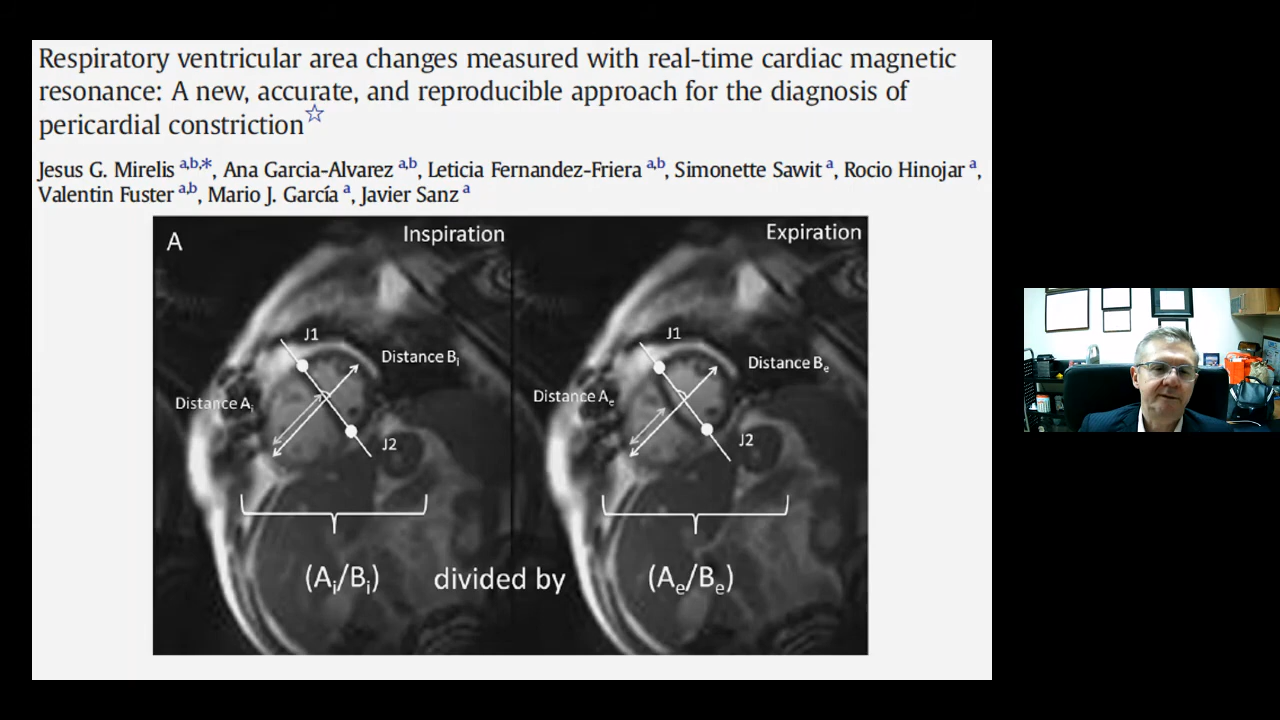 Respiratory ventricular area changes measured with real-time cardiac magnetic
resonance: A new, accurate, and reproducible approach for the diagnosis of
pericardial constriction☆
Jesus G. Mirelis a,b,*, Ana Garcia-Alvarez a,b, Leticia Fernandez-Friera a,b, Simonette Sawit a, Rocio Hinojar a,
Valentin Fuster a,b, Mario J. García a, Javier Sanz a
A
Inspiration
Expiration
J1
Distance Bi
Distance Ai
J2
J1
Distance Be
Distance Ae
J2
(Ai/Bi) divided by (Ae/Be)